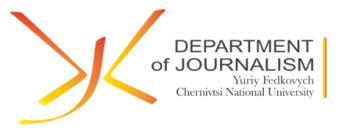 DEPARTMENT
of JOURNALISM
Yuriy Fedkovych
Chernivtsi National University